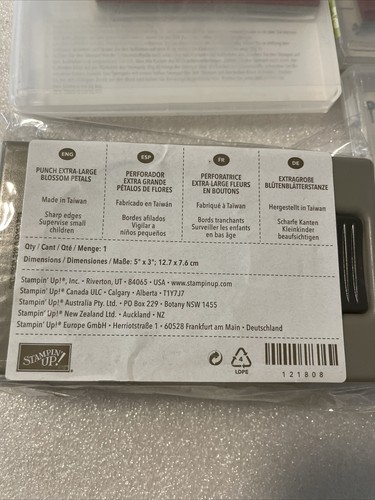 ENG
PUNCH EXTRA-LARGE
BLOSSOM PETALS
Made in Taiwan
Sharp edges
Supervise small
children
ESP
PERFORADOR
EXTRA GRANDE
PÉTALOS DE FLORES
Fabricado en Taiwán
Bordes afilados
Vigilar a
niños pequeños
FR
PERFORATRICE
EXTRA-LARGE FLEURS
EN BOUTONS
Fabriqué à Taiwan
Bords tranchants
Surveiller les enfants
en bas âge
DE
EXTRAGROBE
BLÜTENBLÄTTERSTANZE
Hergestellt in Taiwan
Scharfe Kanten
Kleinkinder
beaufsichtigen
Qty / Cant / Qté / Menge: 1
Dimensions / Dimensions / Maße: 5" x 3"; 12.7 x 7.6 cm
Stampin' Up!®, Inc. • Riverton, UT • 84065 • USA • www.stampinup.com
Stampin' Up!® Canada ULC • Calgary • Alberta • T1Y7J7
Stampin' Up!® Australia Pty. Ltd. • PO Box 229 • Botany NSW 1455
Stampin' Up!® New Zealand Ltd. • Auckland • NZ
Stampin' Up!® Europe GmbH • Herriotstraße 1 • 60528 Frankfurt am Main • Deutschland
STAMPIN' UP!
4
LDPE
121808